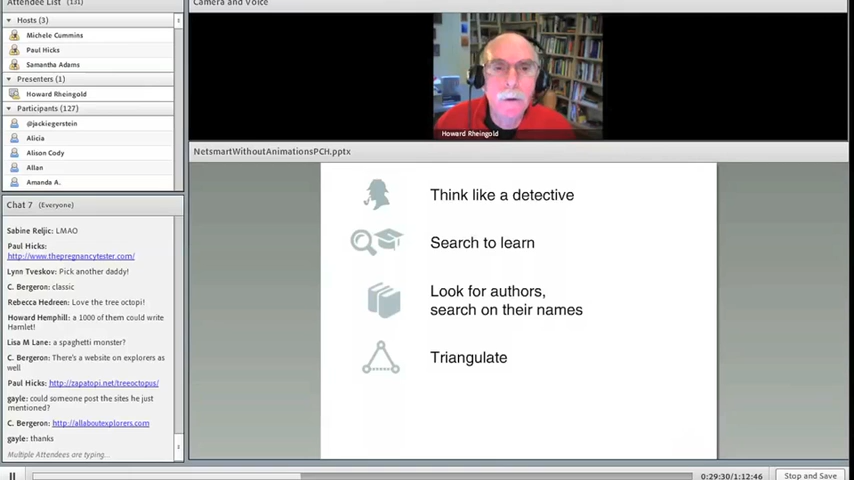 Attendee List (131)
Hosts (3)
Michele Cummins
Paul Hicks
Samantha Adams
Presenters (1)
Howard Rheingold
Participants (127)
@jackiegerstein
Alicia
Alison Cody
Allan
Amanda A.
Chat 7 (Everyone)
Sabine Reljic: LMAO
Paul Hicks:
http://www.thepregnancytester.com/
Lynn Tveskov: Pick another daddy!
C. Bergeron: classic
Rebecca Hedreen: Love the tree octopi!
Howard Hemphill: a 1000 of them could write
Hamlet!
Lisa M Lane: a spaghetti monster?
C. Bergeron: There's a website on explorers as
well
Paul Hicks: http://zapatopi.net/treeoctopus/
gayle: could someone post the sites he just
mentioned?
C. Bergeron: http://allaboutexplorers.com
gayle: thanks
Multiple Attendees are typing...
Camera and Voice
Howard Rheingold
NetsmartWithoutAnimationsPCH.pptx
Think like a detective
Search to learn
Look for authors,
search on their names
Triangulate
0:29:30/1:12:46
Stop and Save